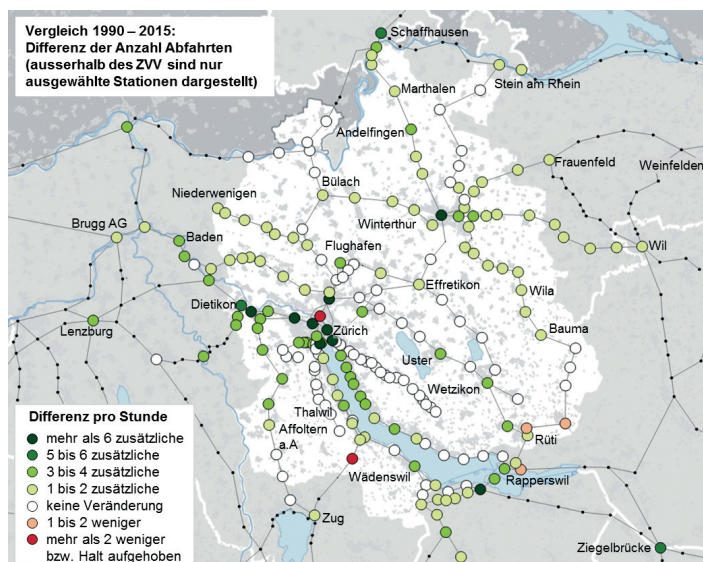 Vergleich 1990 – 2015:
Differenz der Anzahl Abfahrten
(ausserhalb des ZVV sind nur
ausgewählte Stationen dargestellt)
Schaffhausen
Stein am Rhein
Marthalen
Andelfingen
Frauenfeld
Weinfelden
Bülach
Niederwenigen
Winterthur
Brugg AG
Baden
Flughafen
Wil
Effretikon
Wila
Dietikon
Zürich
Bauma
Lenzburg
Uster
Wetzikon
Thalwil
Affoltern
a.A
Rüti
Wädenswil
Rapperswil
Zug
Ziegelbrücke
Differenz pro Stunde
mehr als 6 zusätzliche
5 bis 6 zusätzliche
3 bis 4 zusätzliche
1 bis 2 zusätzliche
keine Veränderung
1 bis 2 weniger
mehr als 2 weniger
bzw. Halt aufgehoben